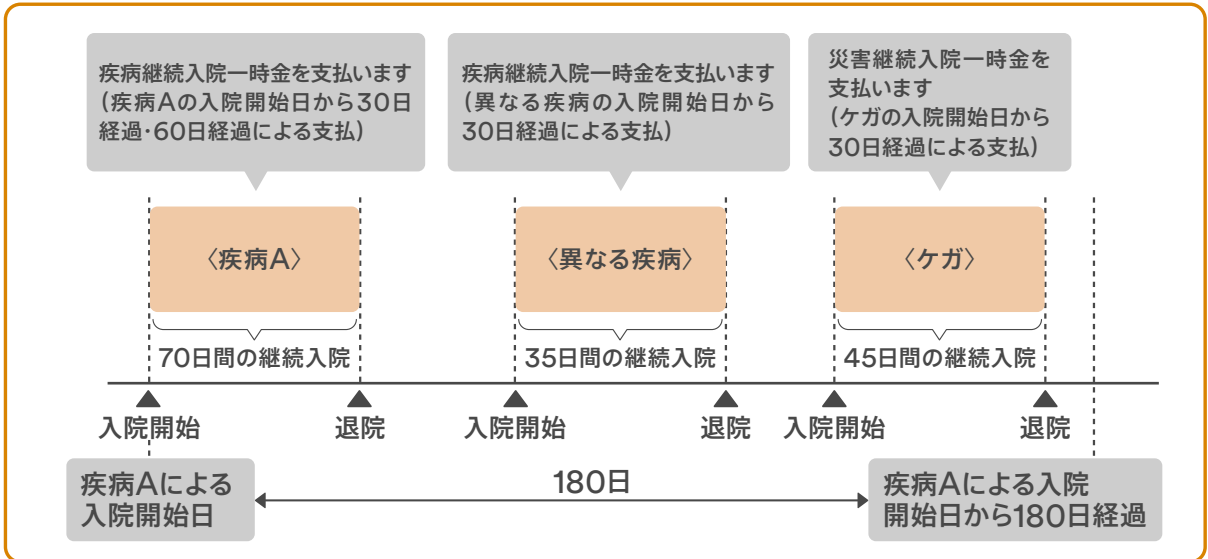 疾病継続入院一時金を支払います
(疾病Aの入院開始日から30日
経過・60日経過による支払)
疾病継続入院一時金を支払います
(異なる疾病の入院開始日から
30日経過による支払)
災害継続入院一時金を
支払います
(ケガの入院開始日から
30日経過による支払)
〈疾病A〉
〈異なる疾病〉
〈ケガ〉
70日間の継続入院
35日間の継続入院
45日間の継続入院
入院開始
退院
入院開始
退院
入院開始
退院
疾病Aによる
入院開始日
180日
疾病Aによる入院
開始日から180日経過